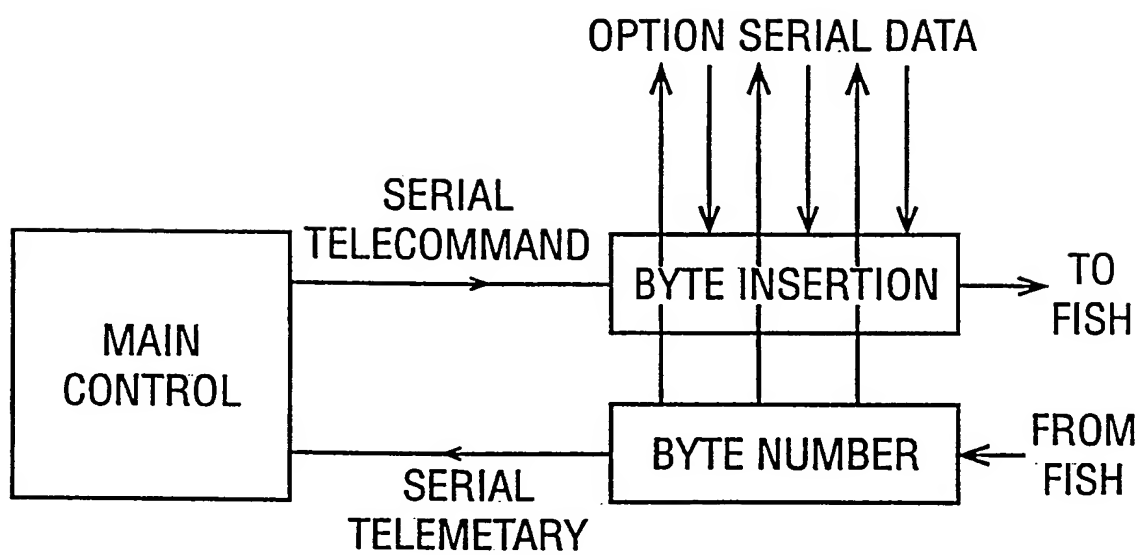 OPTION SERIAL DATA
SERIAL
TELECOMMAND
MAIN
CONTROL
BYTE INSERTION
TO
FISH
BYTE NUMBER
FROM
FISH
SERIAL
TELEMETARY